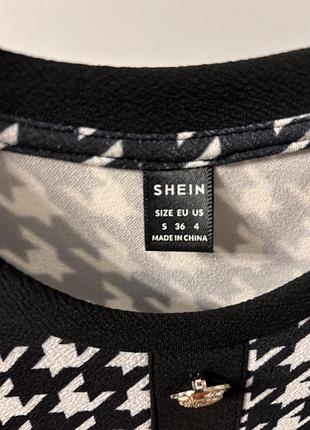 SHEIN
SIZE EU US
S 36 4
MADE IN CHINA